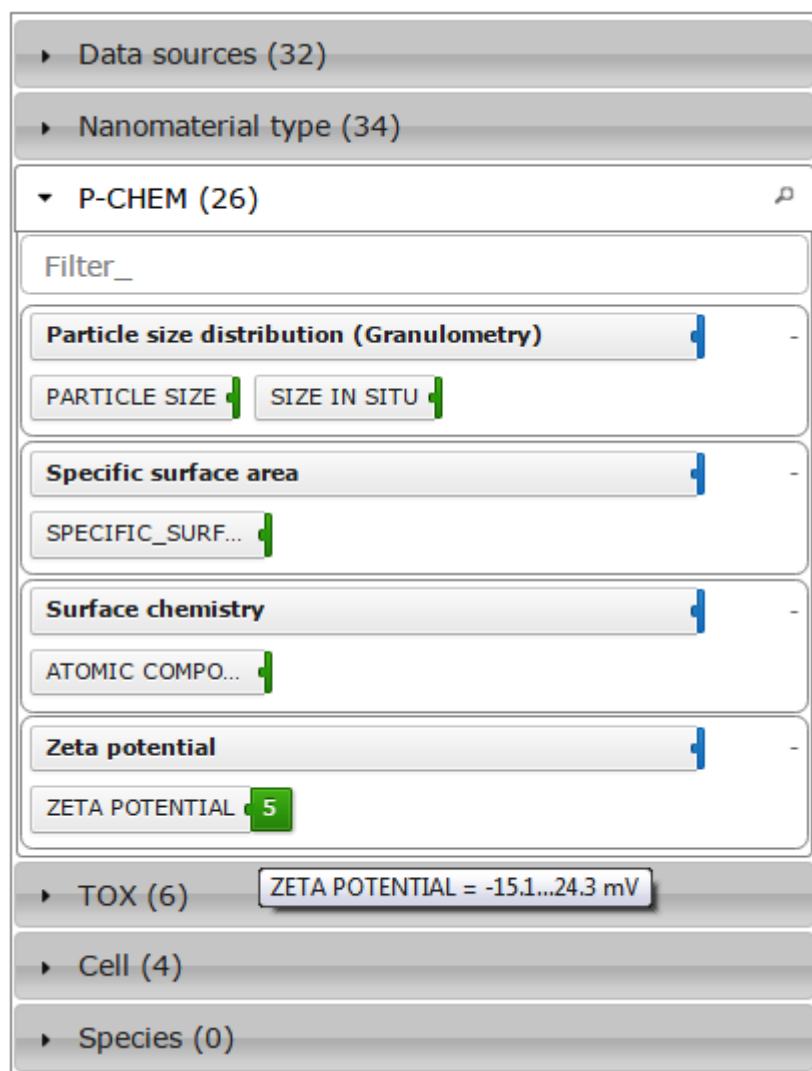 Data sources (32)
Nanomaterial type (34)
P-CHEM (26)
Filter_
Particle size distribution (Granulometry) -
PARTICLE SIZE SIZE IN SITU
Specific surface area -
SPECIFIC_SURF...
Surface chemistry -
ATOMIC COMPO...
Zeta potential -
ZETA POTENTIAL 5
TOX (6)
ZETA POTENTIAL = -15.1...24.3 mV
Cell (4)
Species (0)